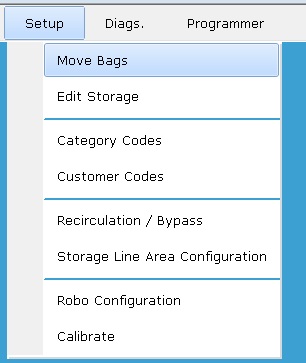 Setup Diags. Programmer
Move Bags
Edit Storage
Category Codes
Customer Codes
Recirculation / Bypass
Storage Line Area Configuration
Robo Configuration
Calibrate